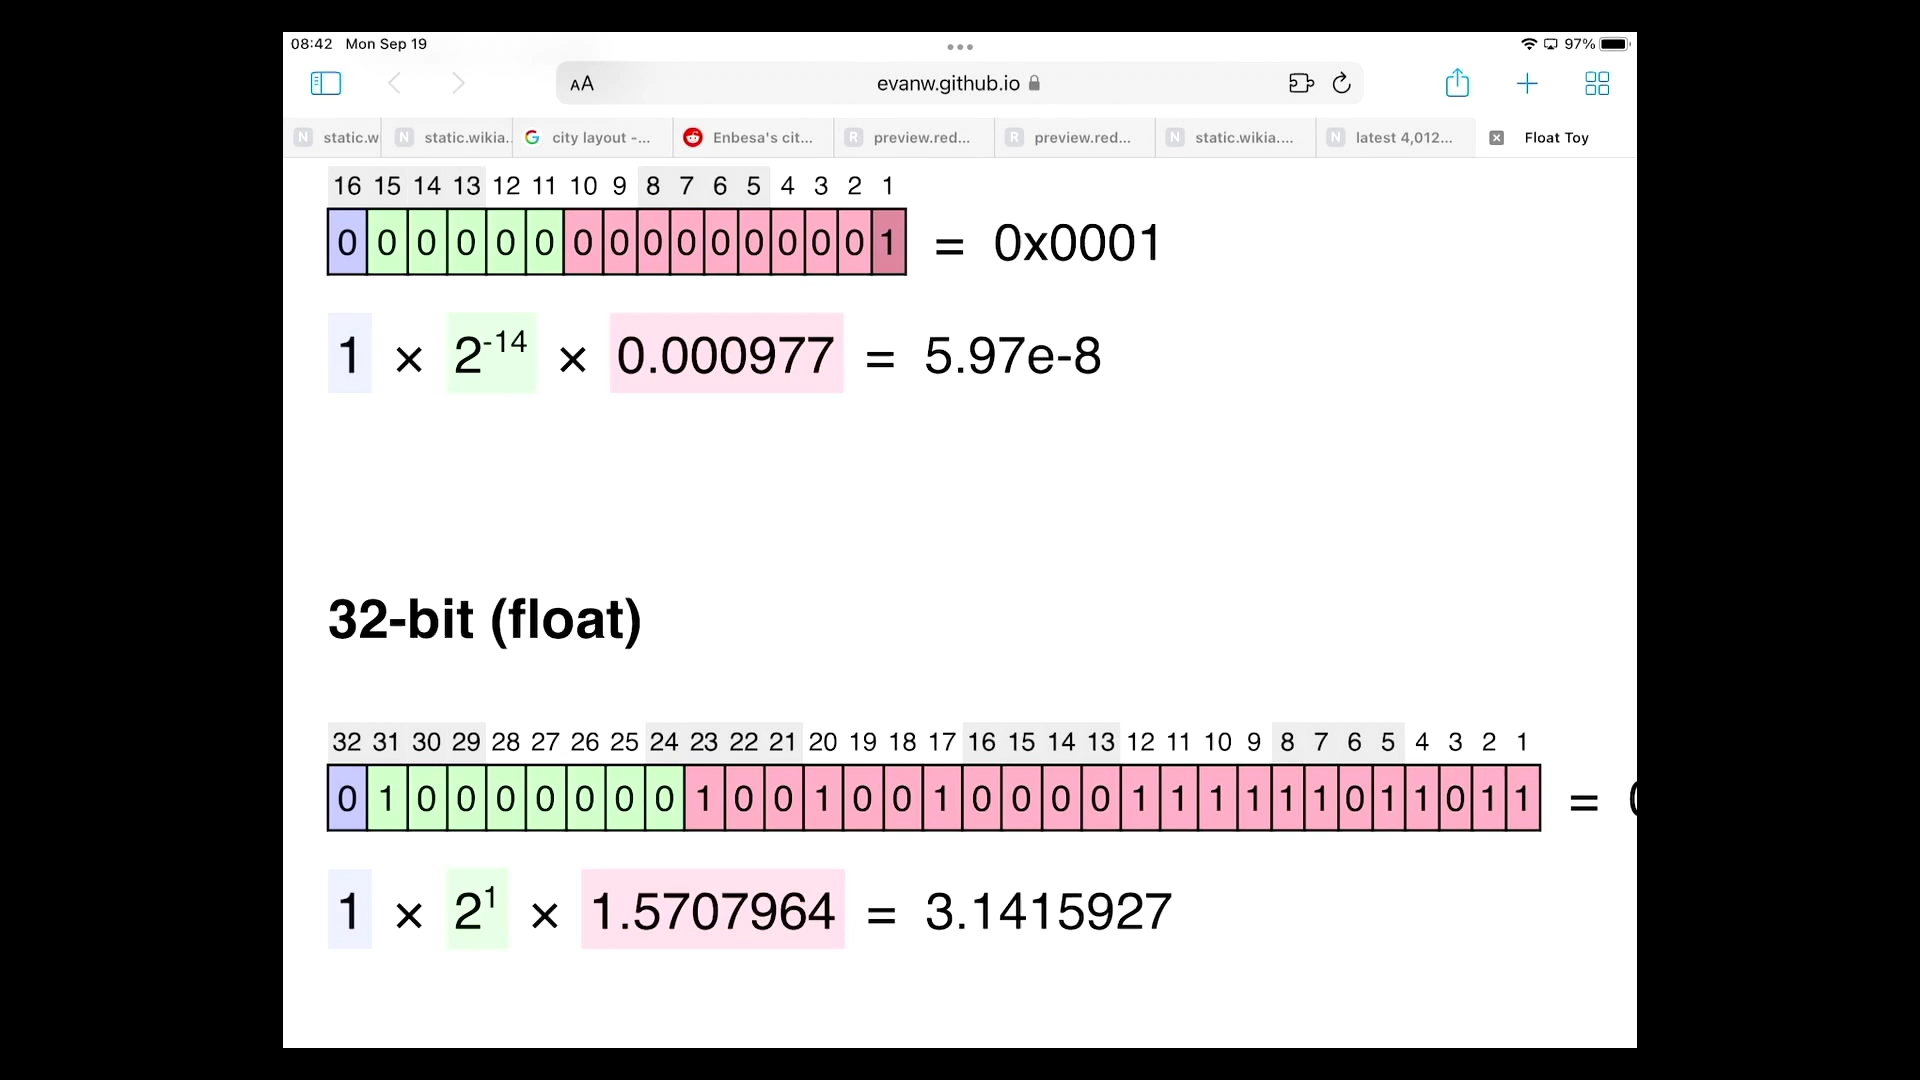 08:42 Mon Sep 19 97%
AA evanw.github.io
static.w static.wikia. city layout -... Enbesa's cit... preview.red... preview.red... static.wikia.... latest 4,012... Float Toy
16 15 14 13 12 11 10 9 8 7 6 5 4 3 2 1
0 0 0 0 0 0 0 0 0 0 0 0 0 0 0 1 = 0x0001
1 × 2^-14 × 0.000977 = 5.97e-8
32-bit (float)
32 31 30 29 28 27 26 25 24 23 22 21 20 19 18 17 16 15 14 13 12 11 10 9 8 7 6 5 4 3 2 1
0 1 0 0 0 0 0 0 0 1 0 0 1 0 0 1 0 0 0 0 1 1 1 1 1 1 0 1 1 0 1 1 =
1 × 2^1 × 1.5707964 = 3.1415927